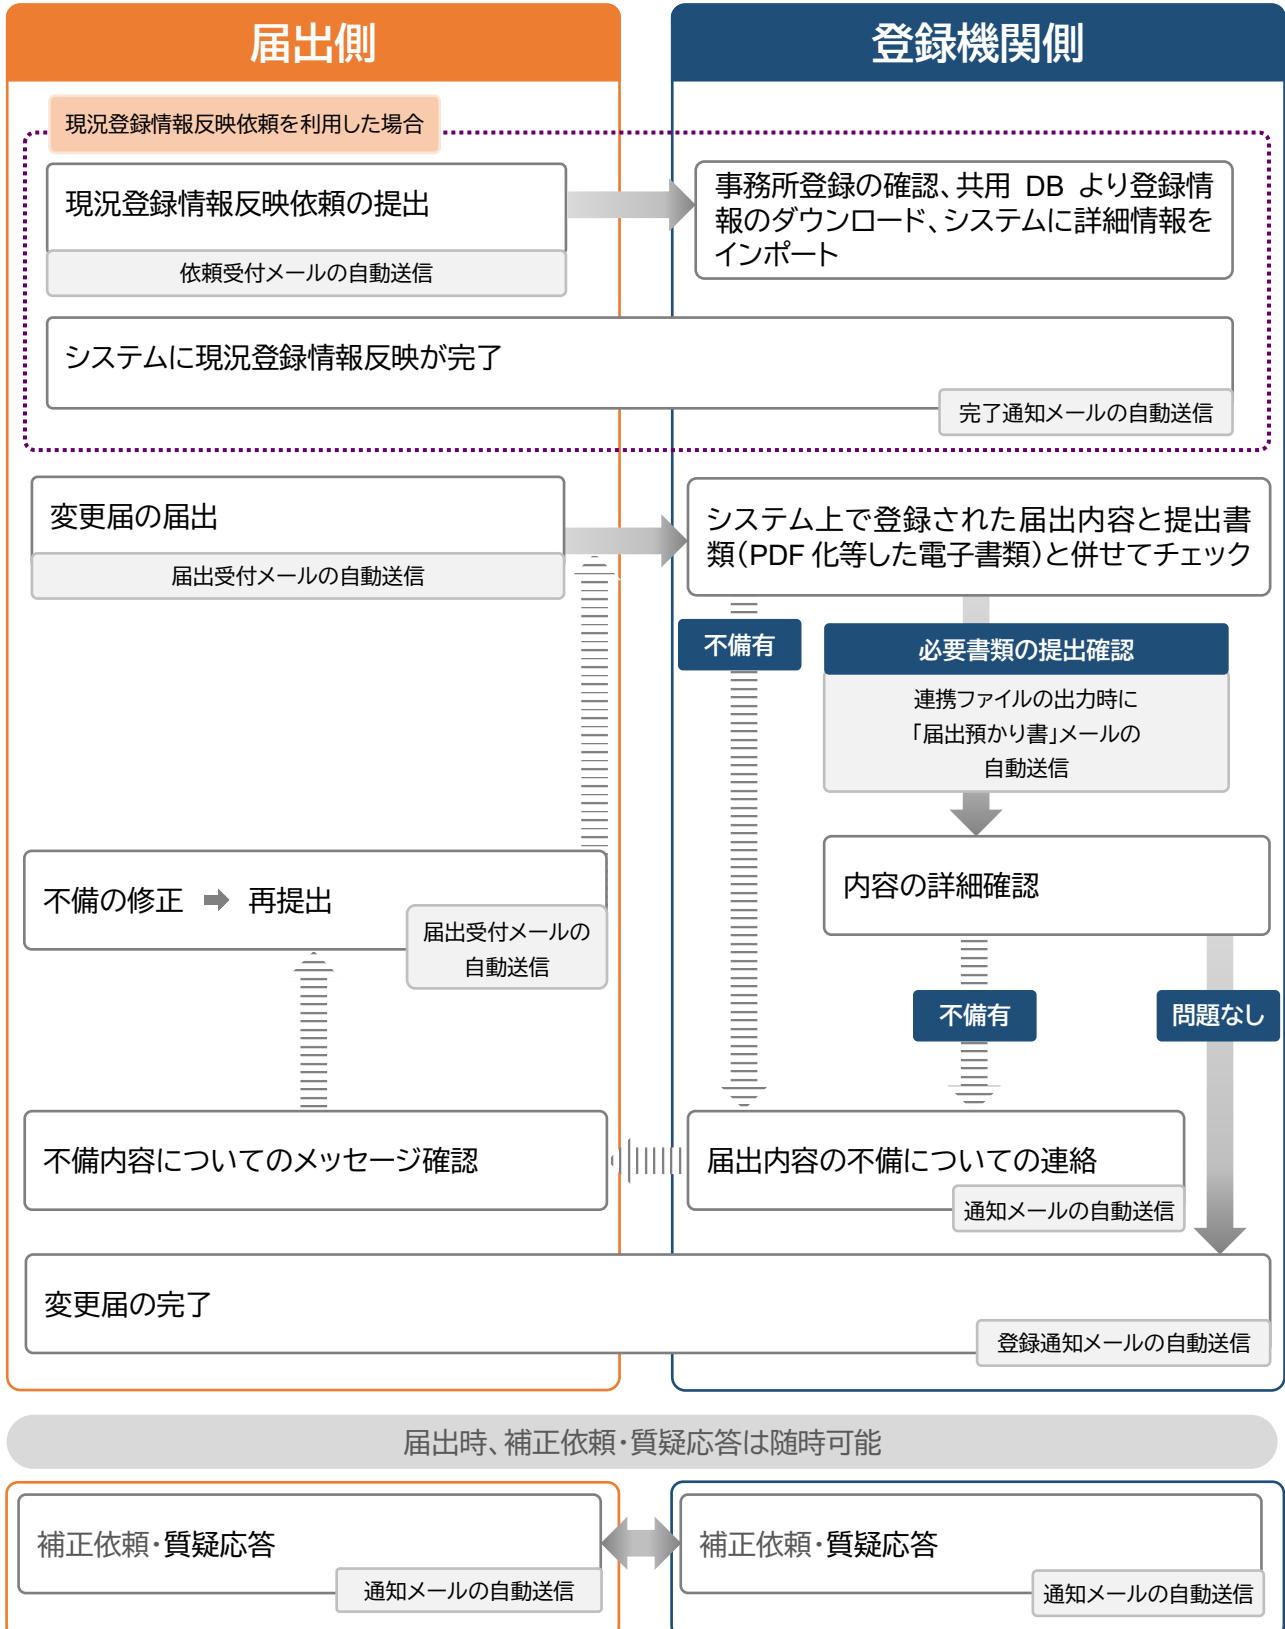 届出側
登録機関側
現況登録情報反映依頼を利用した場合
現況登録情報反映依頼の提出
依頼受付メールの自動送信
事務所登録の確認、共用 DB より登録情
報のダウンロード、システムに詳細情報を
インポート
システムに現況登録情報反映が完了
完了通知メールの自動送信
変更届の届出
届出受付メールの自動送信
システム上で登録された届出内容と提出書
類(PDF 化等した電子書類)と併せてチェック
不備有
必要書類の提出確認
連携ファイルの出力時に
「届出預かり書」メールの
自動送信
不備の修正 ➡ 再提出
届出受付メールの
自動送信
内容の詳細確認
不備有
問題なし
不備内容についてのメッセージ確認
届出内容の不備についての連絡
通知メールの自動送信
変更届の完了
登録通知メールの自動送信
届出時、補正依頼・質疑応答は随時可能
補正依頼・質疑応答
通知メールの自動送信
補正依頼・質疑応答
通知メールの自動送信